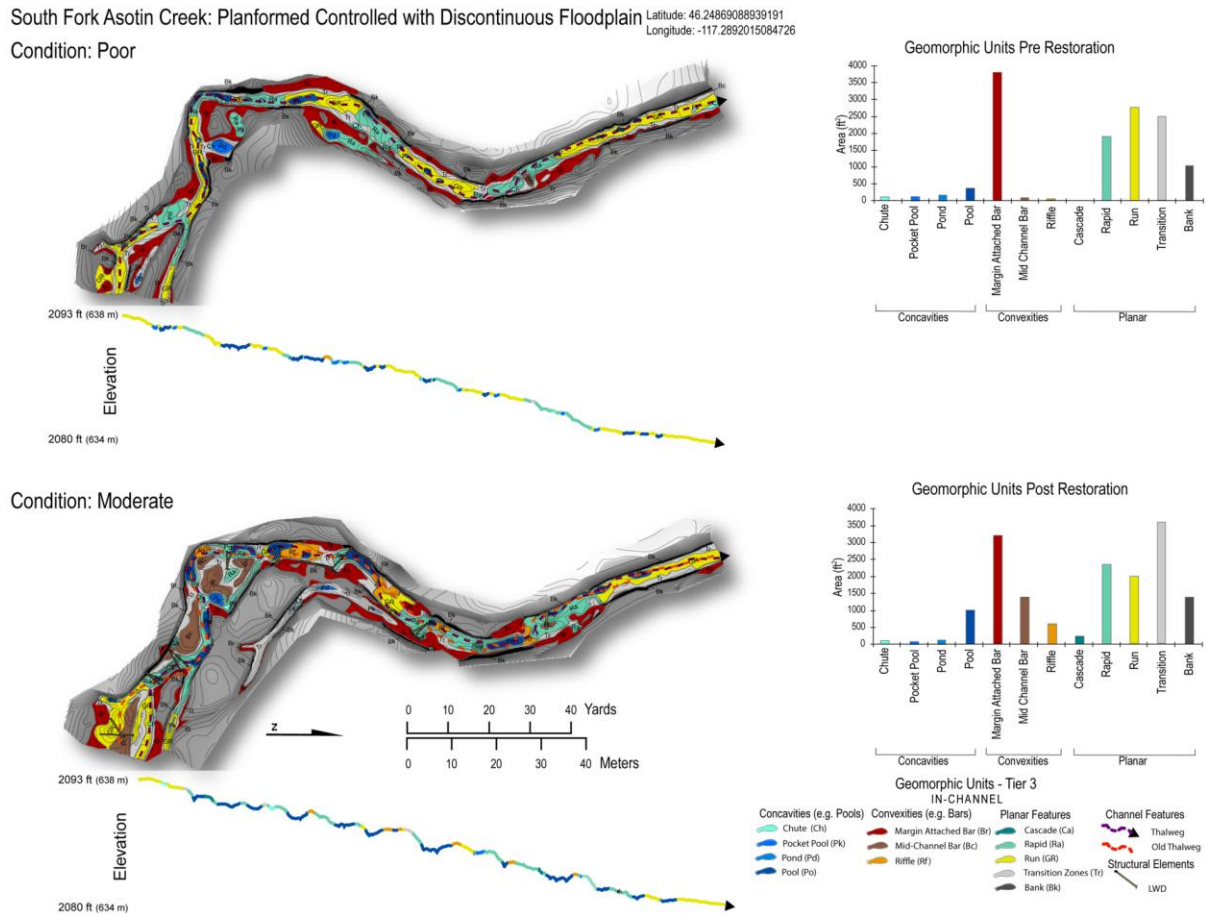 South Fork Asotin Creek: Planformed Controlled with Discontinuous Floodplain
Latitude: 46.24869088939191
Longitude: -117.2892015084726
Condition: Poor
2093 ft (638 m)
Elevation
2080 ft (634 m)
Geomorphic Units Pre Restoration
Area (ft²)
4000
3500
3000
2500
2000
1500
1000
500
0
Chute
Pocket Pool
Pond
Pool
Margin Attached Bar
Mid Channel Bar
Riffle
Cascade
Rapid
Run
Transition
Bank
Concavities
Convexities
Planar
Condition: Moderate
z
0 10 20 30 40 Yards
0 10 20 30 40 Meters
2093 ft (638 m)
Elevation
2080 ft (634 m)
Geomorphic Units Post Restoration
Area (ft²)
4000
3500
3000
2500
2000
1500
1000
500
0
Chute
Pocket Pool
Pond
Pool
Margin Attached Bar
Mid Channel Bar
Riffle
Cascade
Rapid
Run
Transition
Bank
Concavities
Convexities
Planar
Geomorphic Units - Tier 3
IN-CHANNEL
Concavities (e.g. Pools)
Chute (Ch)
Pocket Pool (Pk)
Pond (Pd)
Pool (Po)
Convexities (e.g. Bars)
Margin Attached Bar (Br)
Mid-Channel Bar (Bc)
Riffle (Rf)
Planar Features
Cascade (Ca)
Rapid (Ra)
Run (GR)
Transition Zones (Tr)
Bank (Bk)
Channel Features
Thalweg
Old Thalweg
Structural Elements
LWD